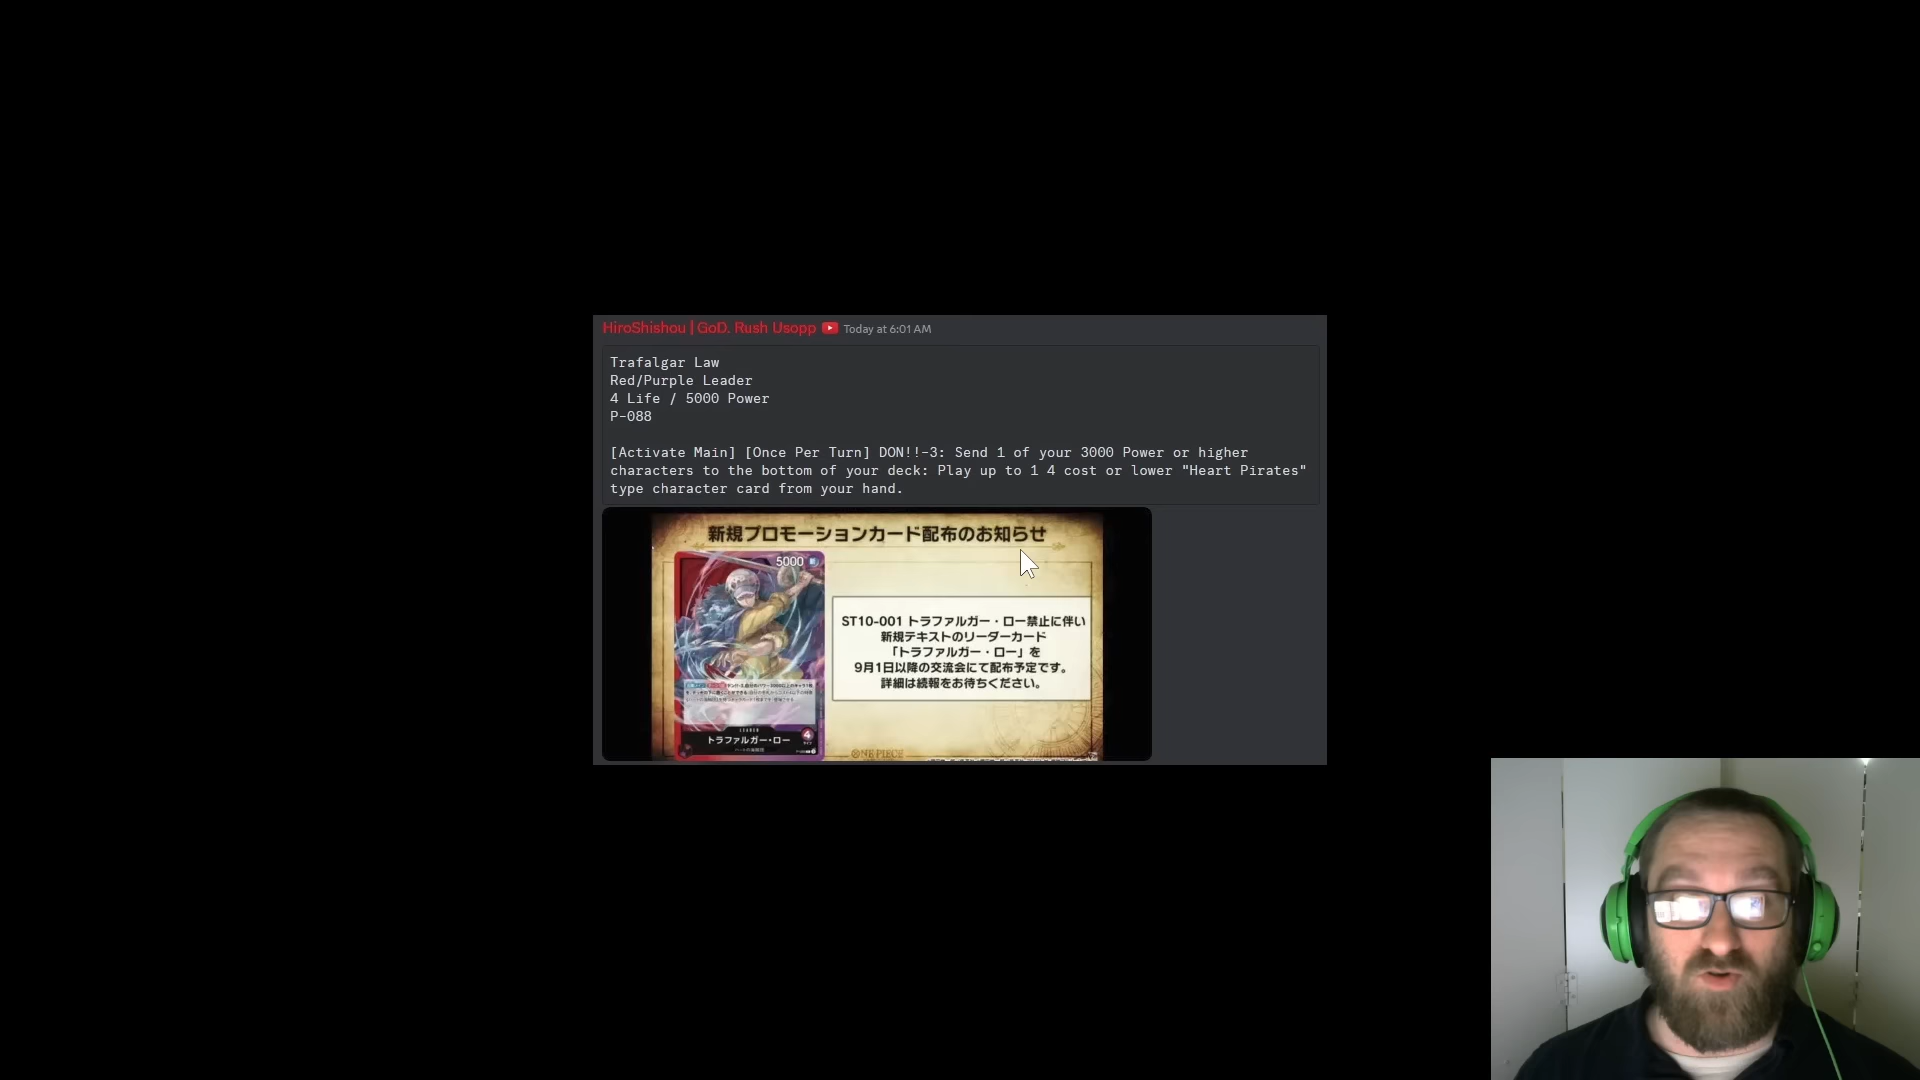 HiroShishou | GoD. Rush Usopp Today at 6:01 AM
Trafalgar Law
Red/Purple Leader
4 Life / 5000 Power
P-088
[Activate Main] [Once Per Turn] DON!!-3: Send 1 of your 3000 Power or higher
characters to the bottom of your deck: Play up to 1 4 cost or lower "Heart Pirates"
type character card from your hand.
新規プロモーションカード配布のお知らせ
5000
ST10-001 トラファルガー・ロー禁止に伴い
新規テキストのリーダーカード
「トラファルガー・ロー」を
9月1日以降の交流会にて配布予定です。
詳細は続報をお待ちください。
LEADER
4
トラファルガー・ロー
ONE PIECE